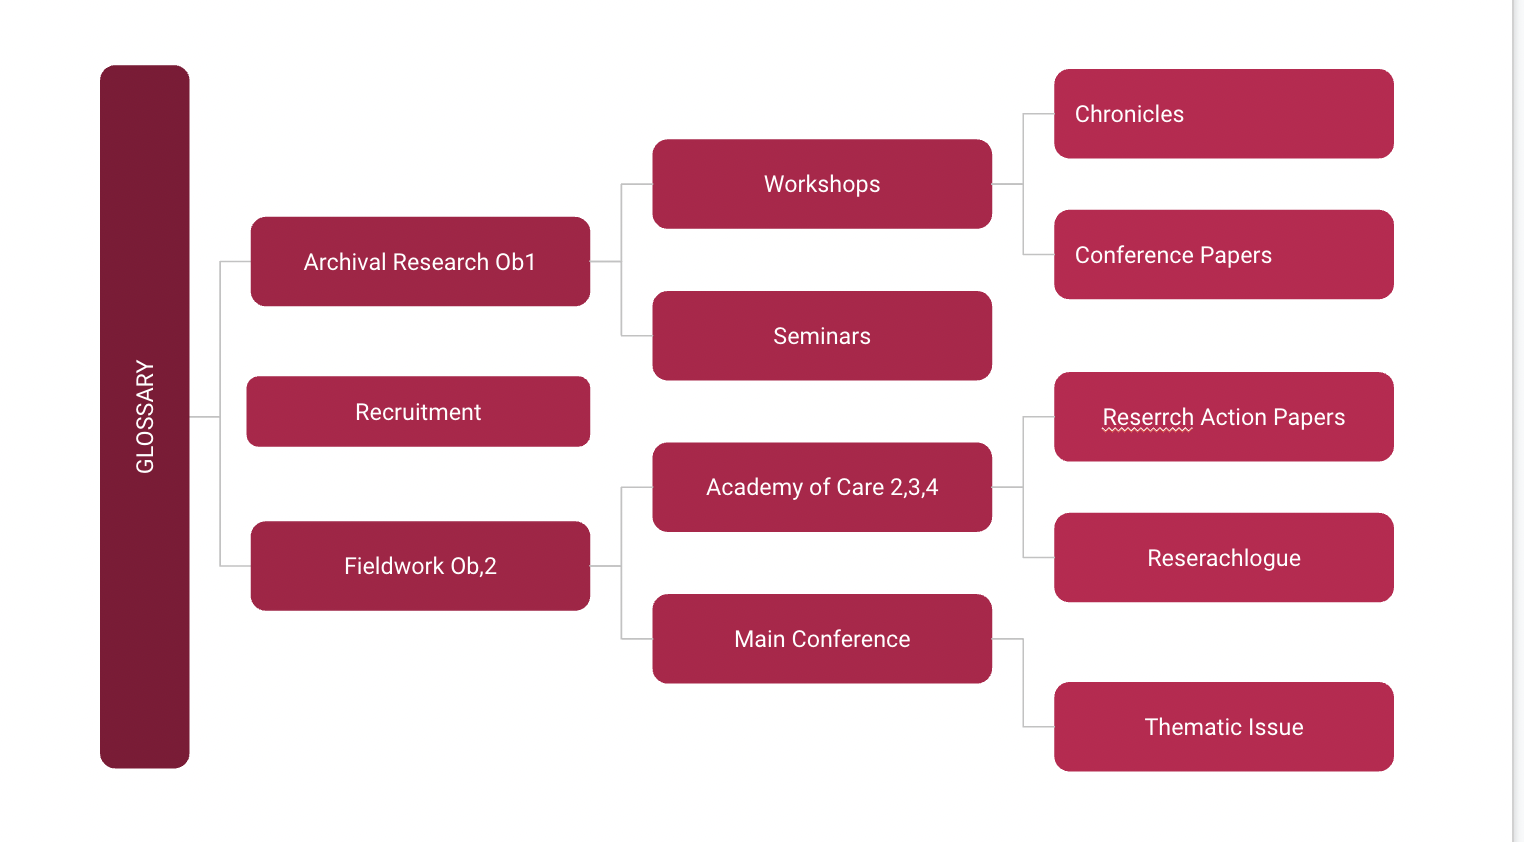 GLOSSARY
Archival Research Ob1
Recruitment
Fieldwork Ob,2
Workshops
Seminars
Academy of Care 2,3,4
Main Conference
Chronicles
Conference Papers
Reserrch Action Papers
Reserachlogue
Thematic Issue